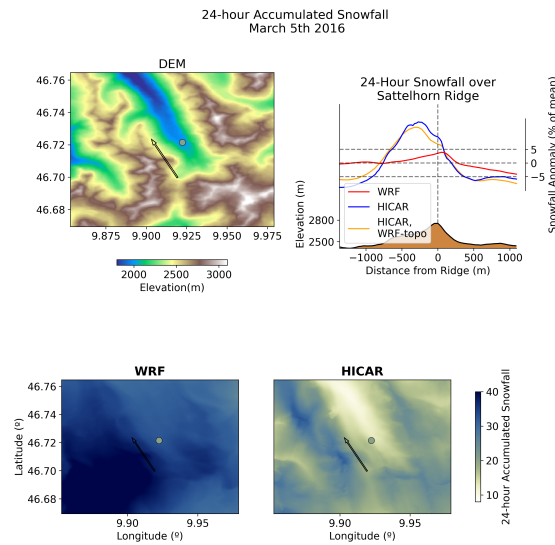 24-hour Accumulated Snowfall
March 5th 2016
DEM
46.76
46.74
46.72
46.70
46.68
9.875 9.900 9.925 9.950 9.975
2000 2500 3000
Elevation(m)
24-Hour Snowfall over
Sattelhorn Ridge
5
0
−5
Snowfall Anomaly (% of mean)
WRF
HICAR
HICAR,
WRF-topo
Elevation (m)
2800
2500
−1000 −500 0 500 1000
Distance from Ridge (m)
WRF
46.76
46.74
46.72
46.70
46.68
Latitude (º)
9.90 9.95
Longitude (º)
HICAR
9.90 9.95
Longitude (º)
40
30
20
10
24-hour Accumulated Snowfall